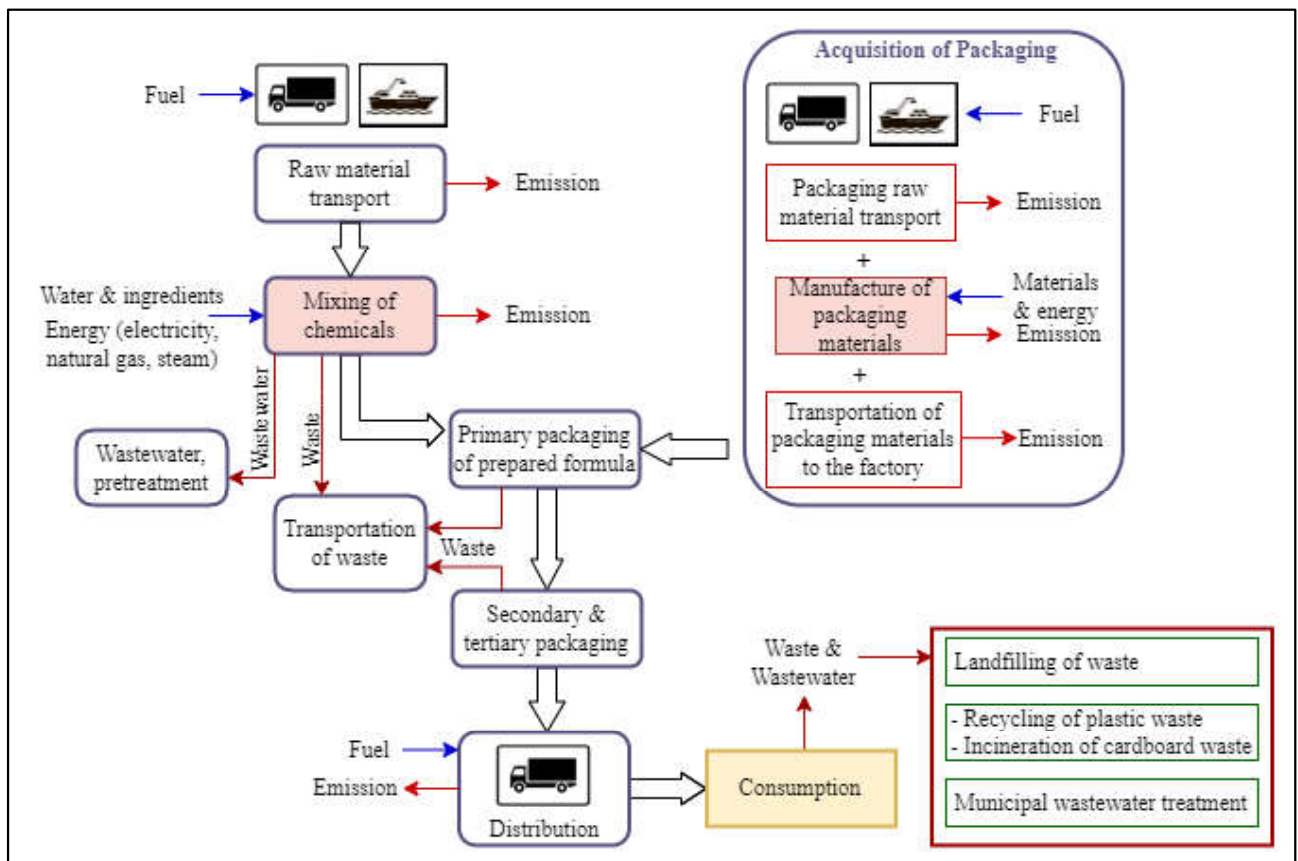 Acquisition of Packaging
Fuel
Fuel
Raw material
transport
Emission
Packaging raw
material transport
Emission
+
Water & ingredients
Energy (electricity,
natural gas, steam)
Mixing of
chemicals
Emission
Manufacture of
packaging
materials
Materials
& energy
Emission
+
Wastewater
Waste
Transportation of
packaging materials
to the factory
Emission
Primary packaging
of prepared formula
Wastewater,
pretreatment
Transportation
of waste
Waste
Secondary &
tertiary packaging
Waste &
Wastewater
Landfilling of waste
- Recycling of plastic waste
- Incineration of cardboard waste
Municipal wastewater treatment
Fuel
Emission
Distribution
Consumption